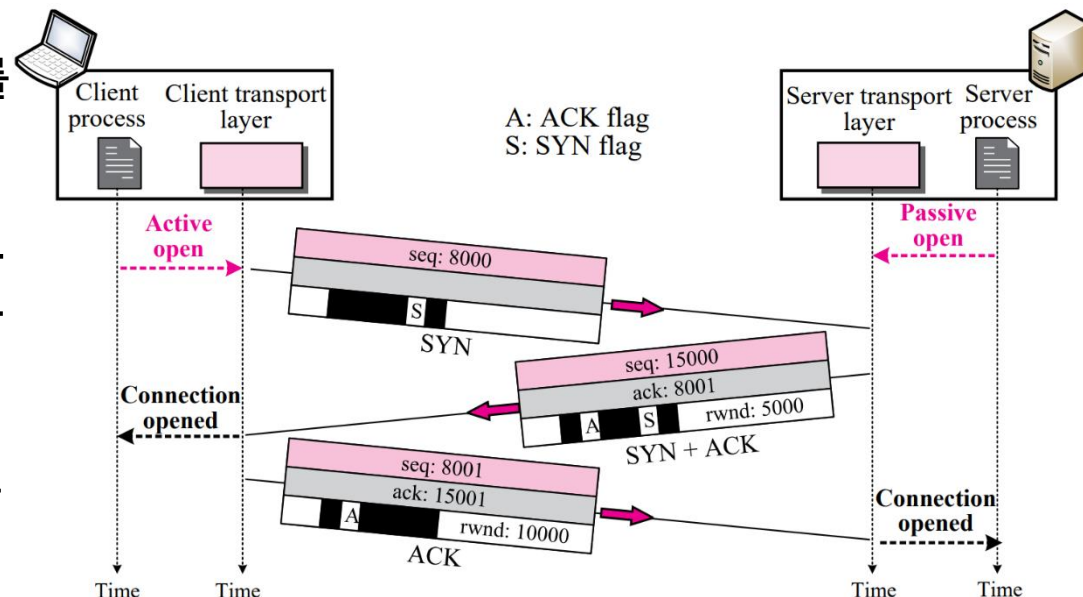 Client
process
Client transport
layer
A: ACK flag
S: SYN flag
Server transport
layer
Server
process
Active
open
Passive
open
seq: 8000
S
SYN
seq: 15000
ack: 8001
A
S
rwnd: 5000
SYN + ACK
Connection
opened
seq: 8001
ack: 15001
A
rwnd: 10000
ACK
Connection
opened
Time
Time
Time
Time